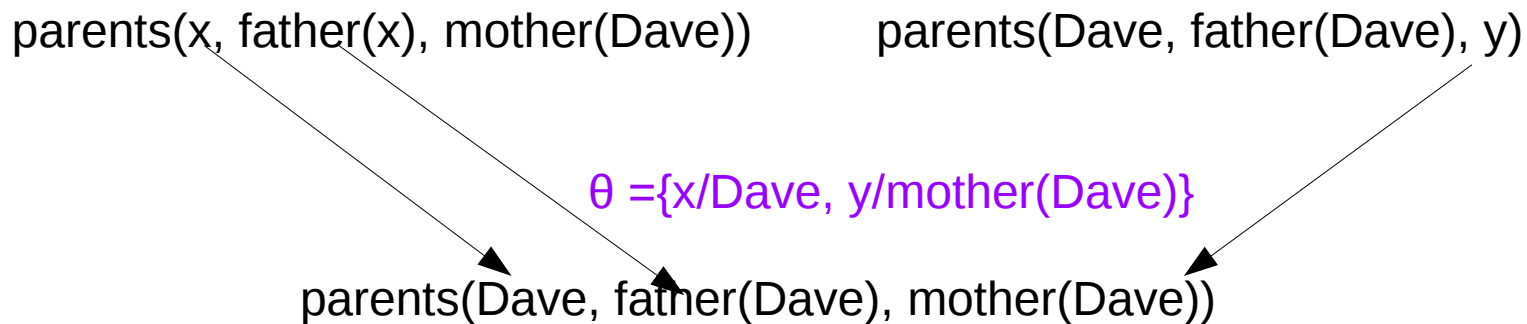 parents(x, father(x), mother(Dave))
parents(Dave, father(Dave), y)
θ ={x/Dave, y/mother(Dave)}
parents(Dave, father(Dave), mother(Dave))